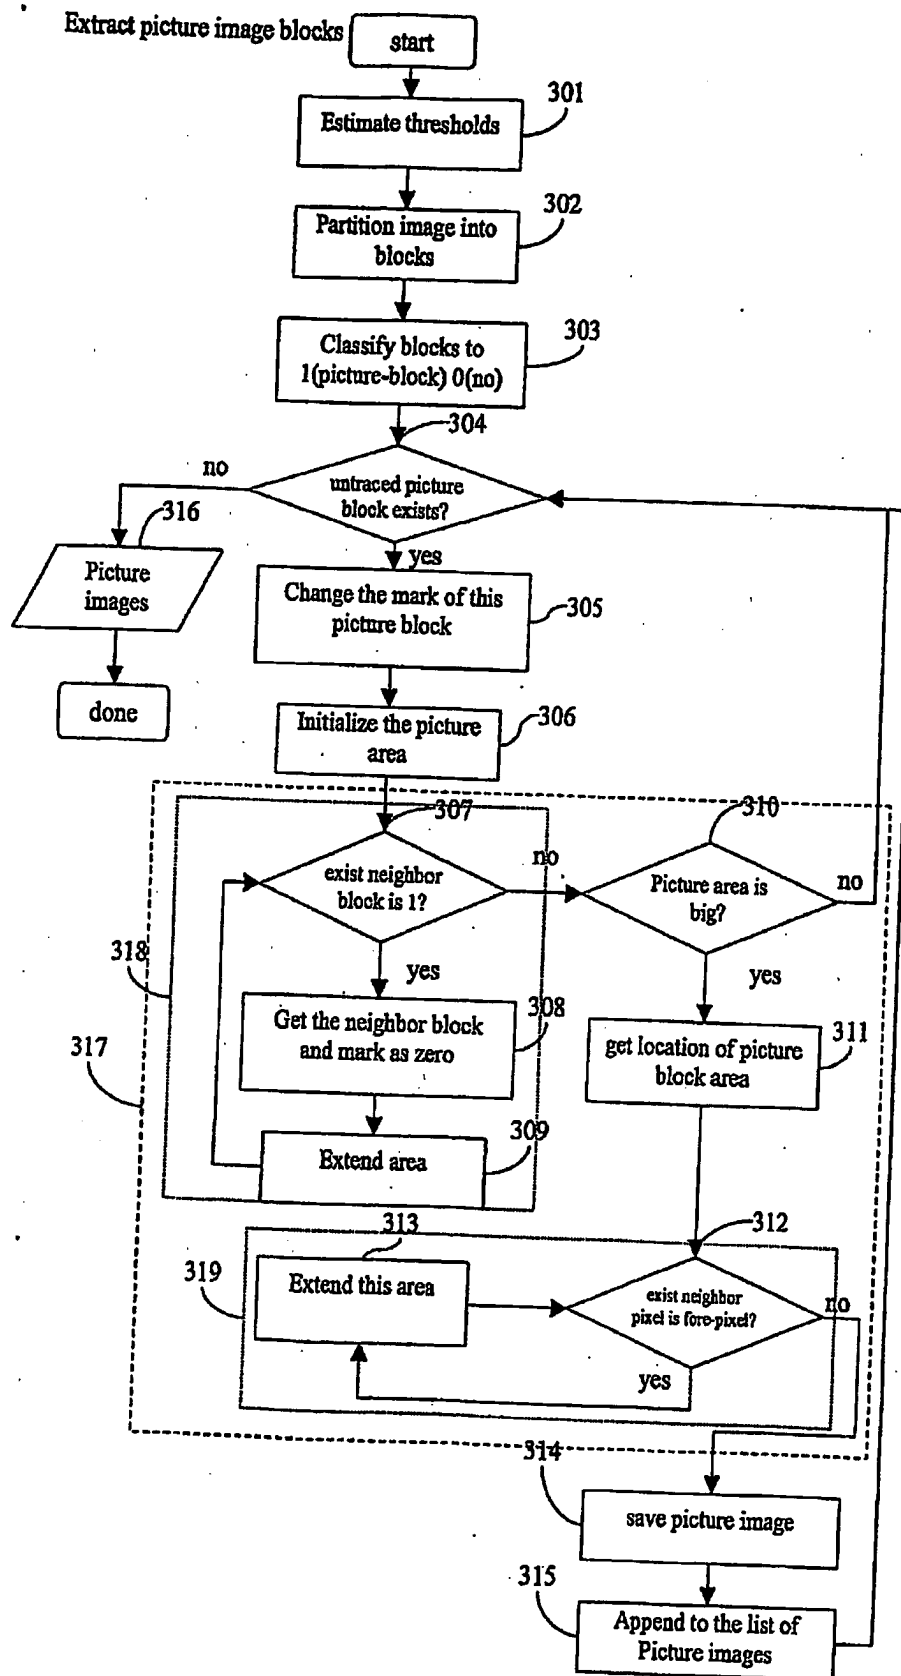 Extract picture image blocks
start
301
Estimate thresholds
302
Partition image into
blocks
303
Classify blocks to
1(picture-block) 0(no)
304
no
untraced picture
block exists?
316
yes
Picture
images
Change the mark of this
picture block
305
done
Initialize the picture
area
306
307
310
no
exist neighbor
block is 1?
Picture area is
big?
no
318
yes
yes
Get the neighbor block
and mark as zero
308
317
get location of picture
block area
311
309
Extend area
313
312
319
Extend this area
exist neighbor
pixel is fore-pixel?
no
yes
314
save picture image
315
Append to the list of
Picture images